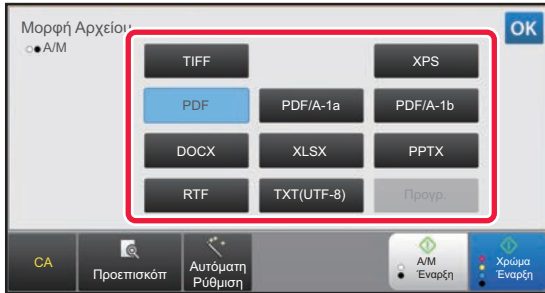 Μορφή Αρχείου
Α/Μ
OK
TIFF XPS
PDF PDF/A-1a PDF/A-1b
DOCX XLSX PPTX
RTF TXT(UTF-8) Προγρ.
CA
Προεπισκόπ
Αυτόματη
Ρύθμιση
Α/Μ
Έναρξη
Χρώμα
Έναρξη